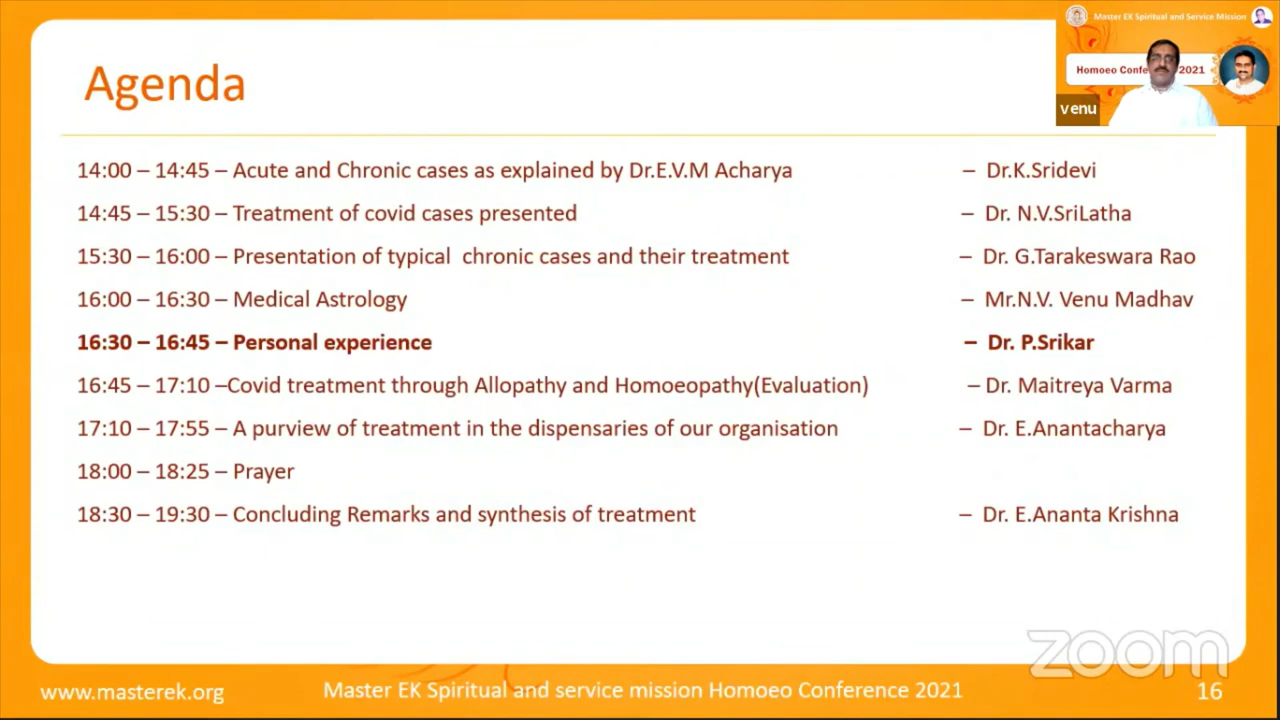 Master EK Spiritual and Service Mission
Homoeo Confe 2021
venu
Agenda
14:00 – 14:45 – Acute and Chronic cases as explained by Dr.E.V.M Acharya – Dr.K.Sridevi
14:45 – 15:30 – Treatment of covid cases presented – Dr. N.V.SriLatha
15:30 – 16:00 – Presentation of typical chronic cases and their treatment – Dr. G.Tarakeswara Rao
16:00 – 16:30 – Medical Astrology – Mr.N.V. Venu Madhav
16:30 – 16:45 – Personal experience – Dr. P.Srikar
16:45 – 17:10 –Covid treatment through Allopathy and Homoeopathy(Evaluation) – Dr. Maitreya Varma
17:10 – 17:55 – A purview of treatment in the dispensaries of our organisation – Dr. E.Anantacharya
18:00 – 18:25 – Prayer
18:30 – 19:30 – Concluding Remarks and synthesis of treatment – Dr. E.Ananta Krishna
zoom
www.masterek.org Master EK Spiritual and service mission Homoeo Conference 2021 16